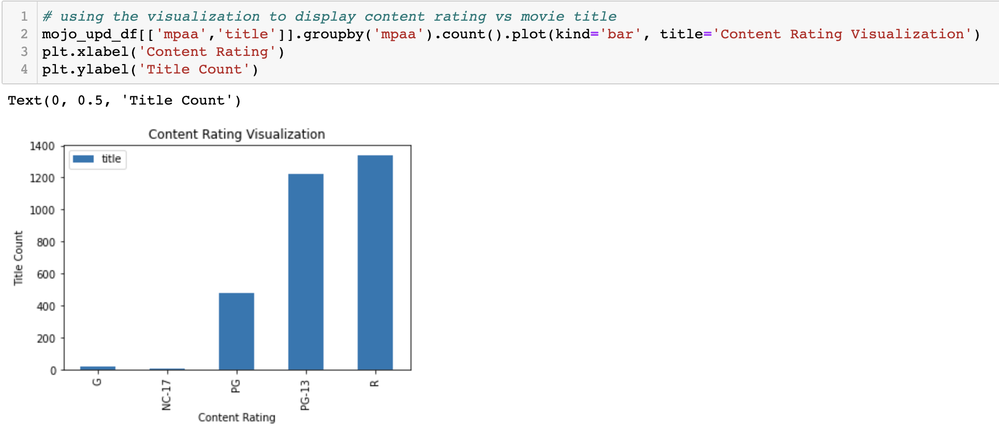 1 # using the visualization to display content rating vs movie title
2 mojo_upd_df[['mpaa','title']].groupby('mpaa').count().plot(kind='bar', title='Content Rating Visualization')
3 plt.xlabel('Content Rating')
4 plt.ylabel('Title Count')
Text(0, 0.5, 'Title Count')
Content Rating Visualization
title
1400
1200
1000
800
600
400
200
0
Title Count
G
NC-17
PG
PG-13
R
Content Rating